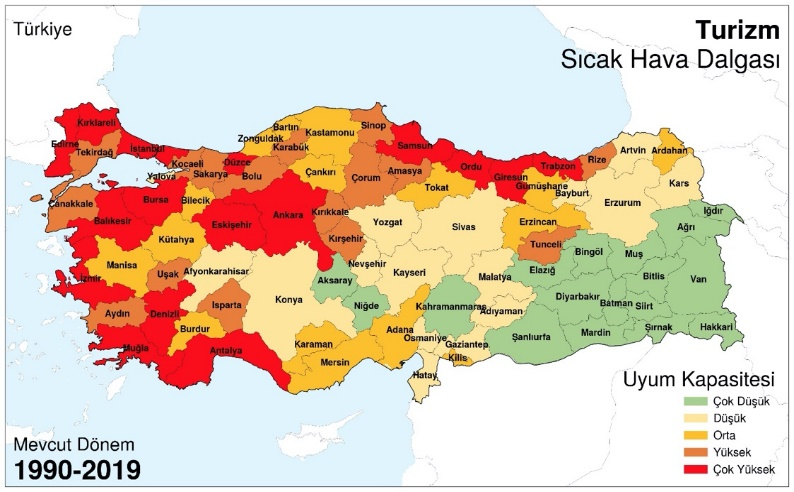 Türkiye
Turizm
Sıcak Hava Dalgası
Kırklareli
Edirne
Tekirdağ
İstanbul
Kocaeli
Yalova
Sakarya
Düzce
Bolu
Zonguldak
Bartın
Karabük
Kastamonu
Sinop
Çankırı
Çorum
Samsun
Amasya
Tokat
Ordu
Giresun
Gümüşhane
Trabzon
Bayburt
Rize
Artvin
Ardahan
Kars
Erzurum
Çanakkale
Balıkesir
Bursa
Bilecik
Kütahya
Eskişehir
Ankara
Kırıkkale
Kırşehir
Yozgat
Sivas
Erzincan
Tunceli
Bingöl
Muş
Ağrı
Iğdır
Manisa
İzmir
Uşak
Afyonkarahisar
Konya
Aksaray
Nevşehir
Niğde
Kayseri
Malatya
Elazığ
Diyarbakır
Batman
Bitlis
Siirt
Van
Aydın
Denizli
Isparta
Burdur
Muğla
Antalya
Karaman
Mersin
Adana
Kahramanmaraş
Osmaniye
Gaziantep
Adıyaman
Kilis
Hatay
Şanlıurfa
Mardin
Şırnak
Hakkari
Uyum Kapasitesi
Çok Düşük
Düşük
Orta
Yüksek
Çok Yüksek
Mevcut Dönem
1990-2019